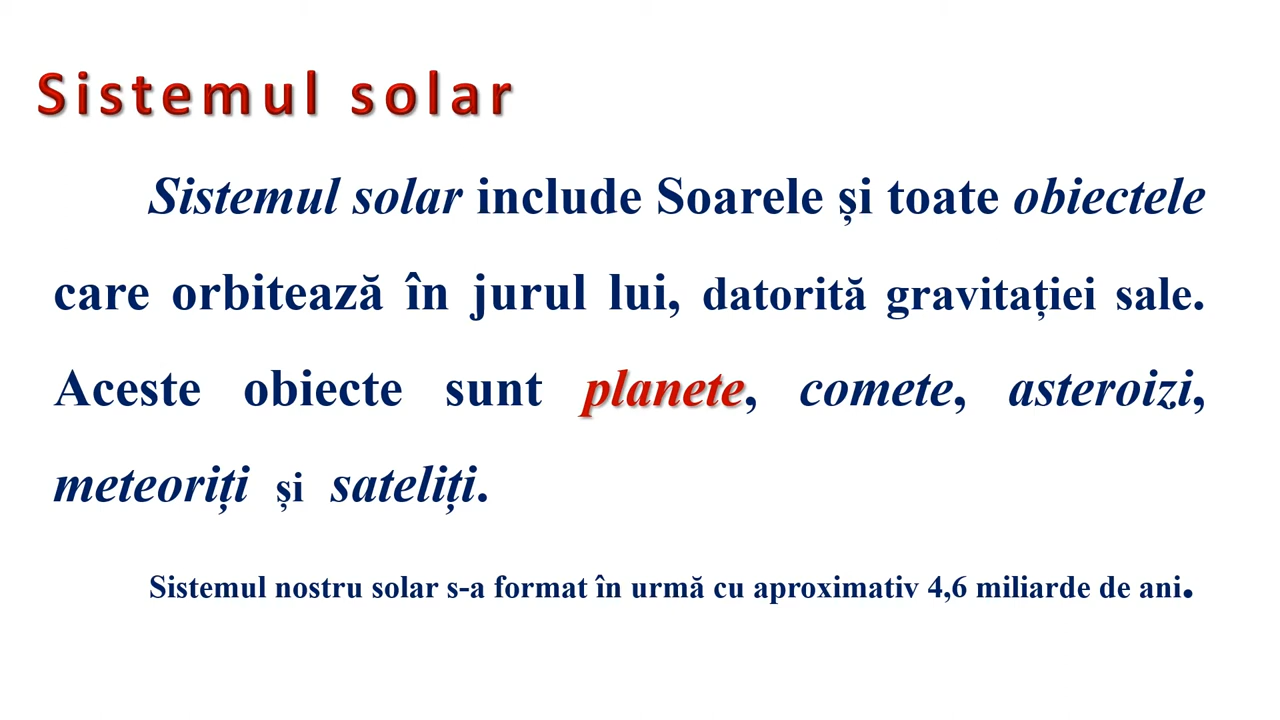 Sistemul solar
Sistemul solar include Soarele și toate obiectele
care orbitează în jurul lui, datorită gravitației sale.
Aceste obiecte sunt planete, comete, asteroizi,
meteoriți și sateliți.
Sistemul nostru solar s-a format în urmă cu aproximativ 4,6 miliarde de ani.